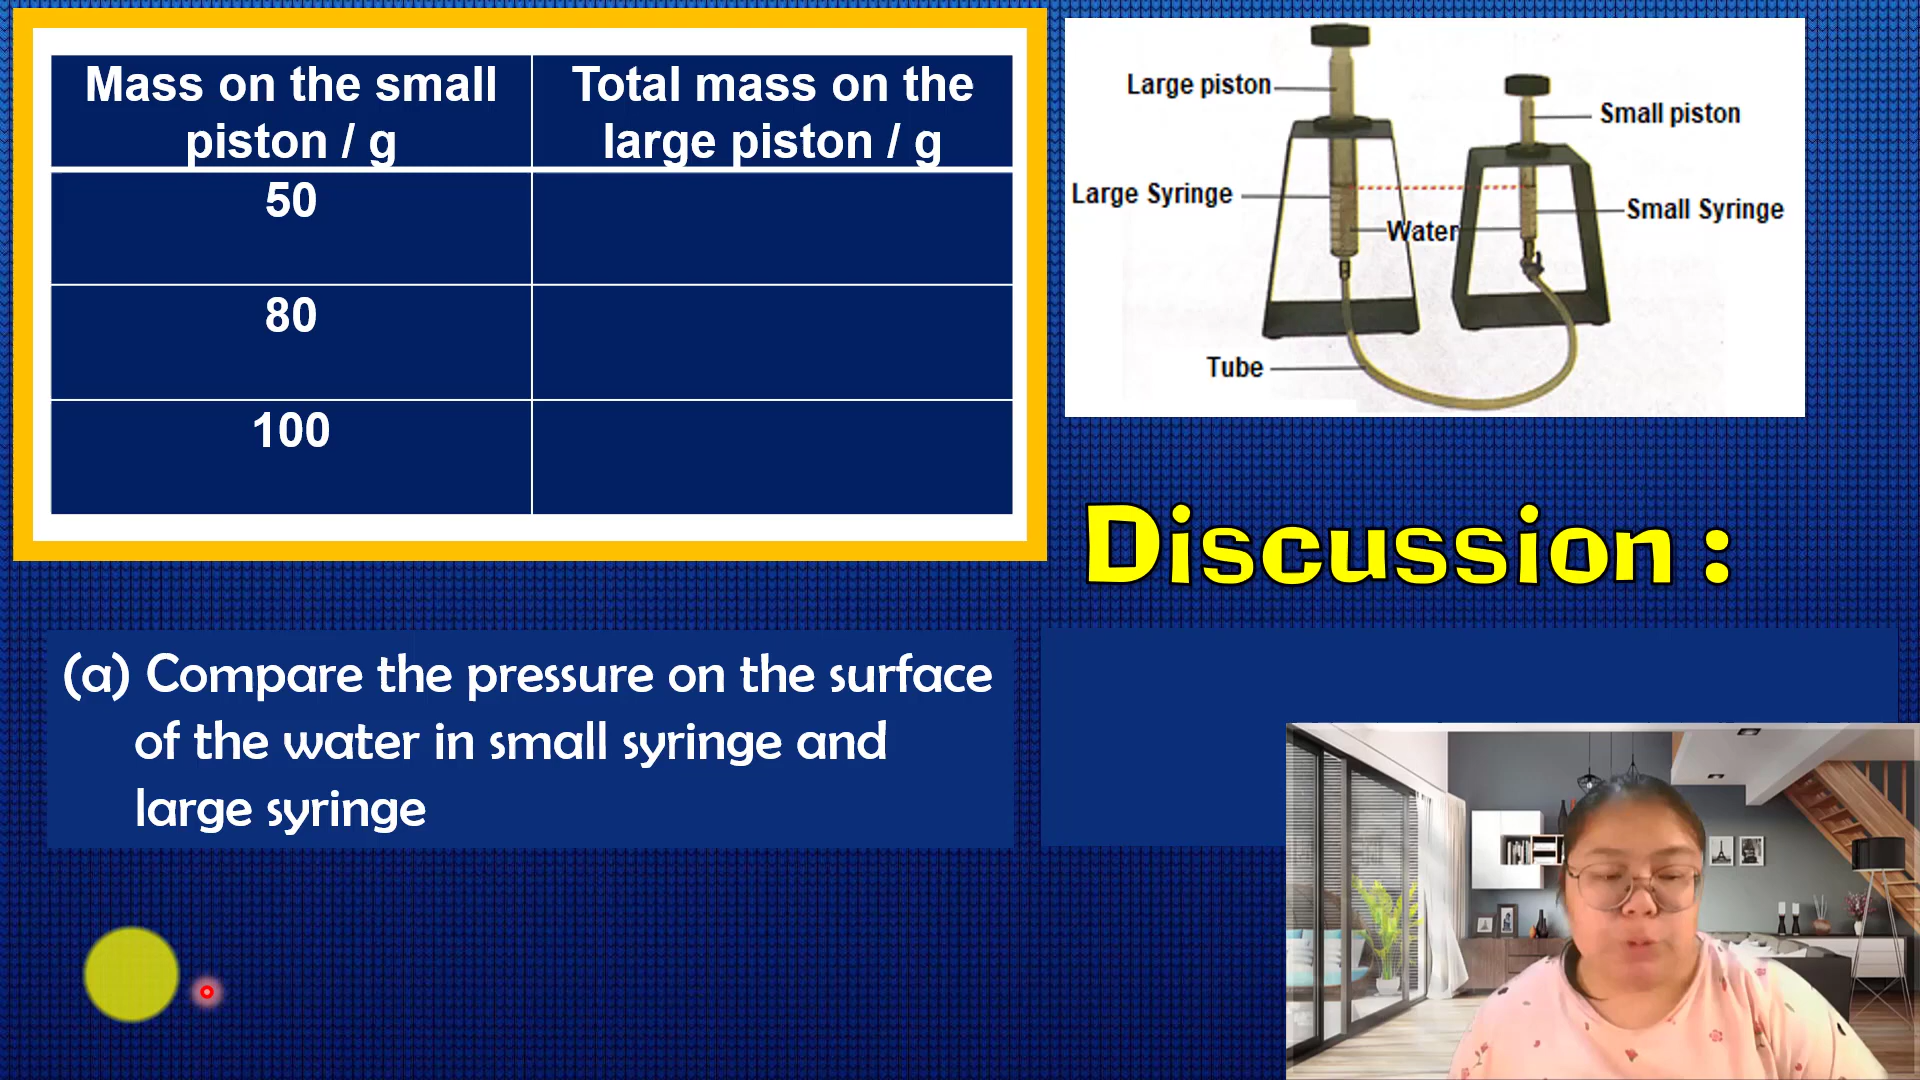 Mass on the small
piston / g
Total mass on the
large piston / g
50
80
100
Large piston
Small piston
Large Syringe
Small Syringe
Water
Tube
Discussion :
(a) Compare the pressure on the surface
of the water in small syringe and
large syringe